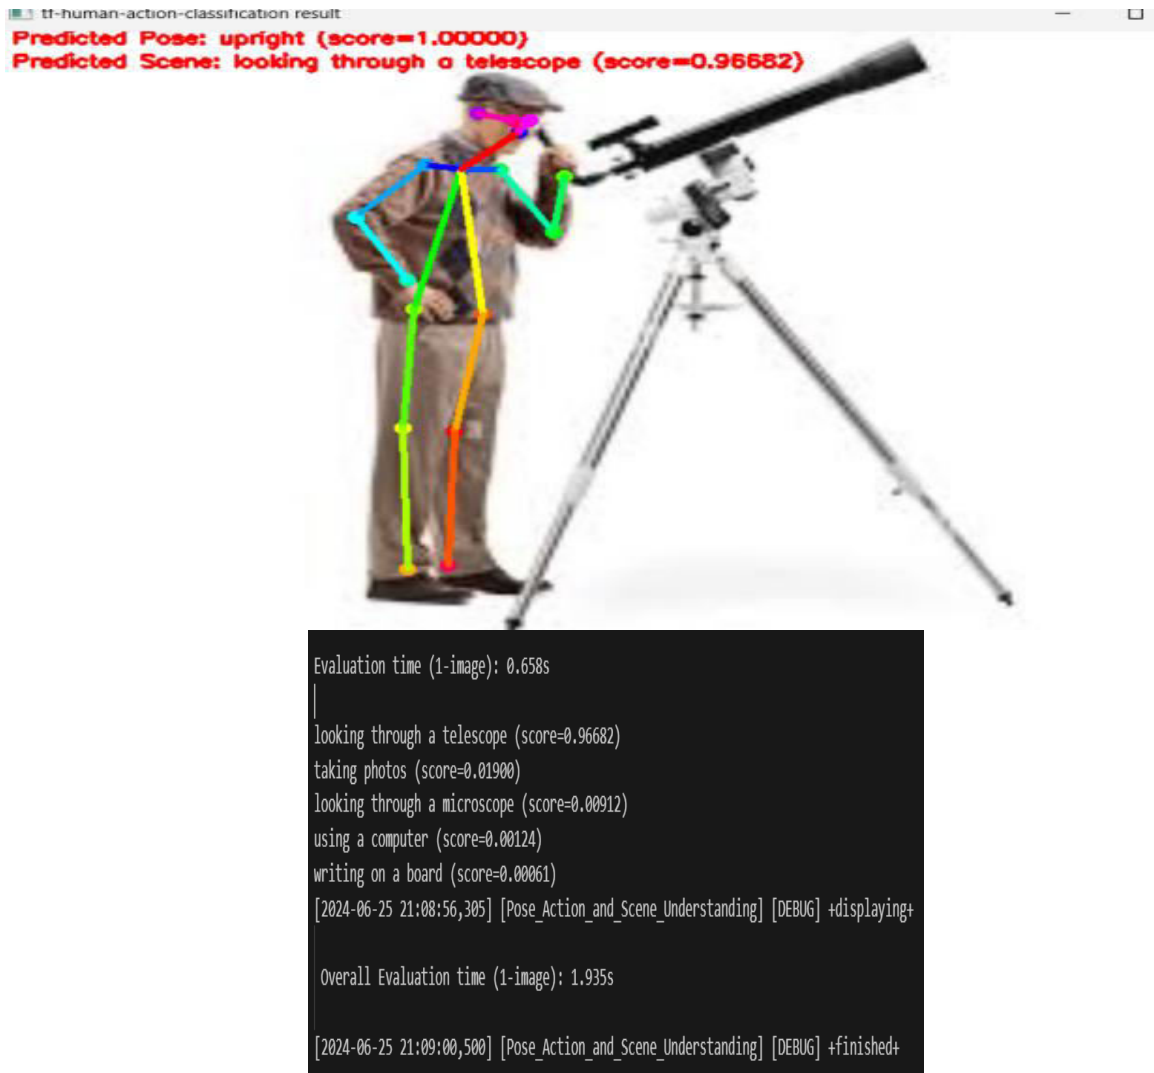 tf-human-action-classification result
Predicted Pose: upright (score=1.00000)
Predicted Scene: looking through a telescope (score=0.96682)
Evaluation time (1-image): 0.658s
looking through a telescope (score=0.96682)
taking photos (score=0.01900)
looking through a microscope (score=0.00912)
using a computer (score=0.00124)
writing on a board (score=0.00061)
[2024-06-25 21:08:56,305] [Pose_Action_and_Scene_Understanding] [DEBUG] +displaying+
Overall Evaluation time (1-image): 1.935s
[2024-06-25 21:09:00,500] [Pose_Action_and_Scene_Understanding] [DEBUG] +finished+